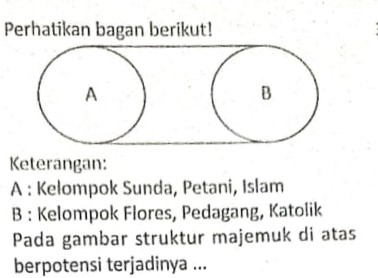 Perhatikan bagan berikut!
A
B
Keterangan:
A : Kelompok Sunda, Petani, Islam
B : Kelompok Flores, Pedagang, Katolik
Pada gambar struktur majemuk di atas
berpotensi terjadinya ...